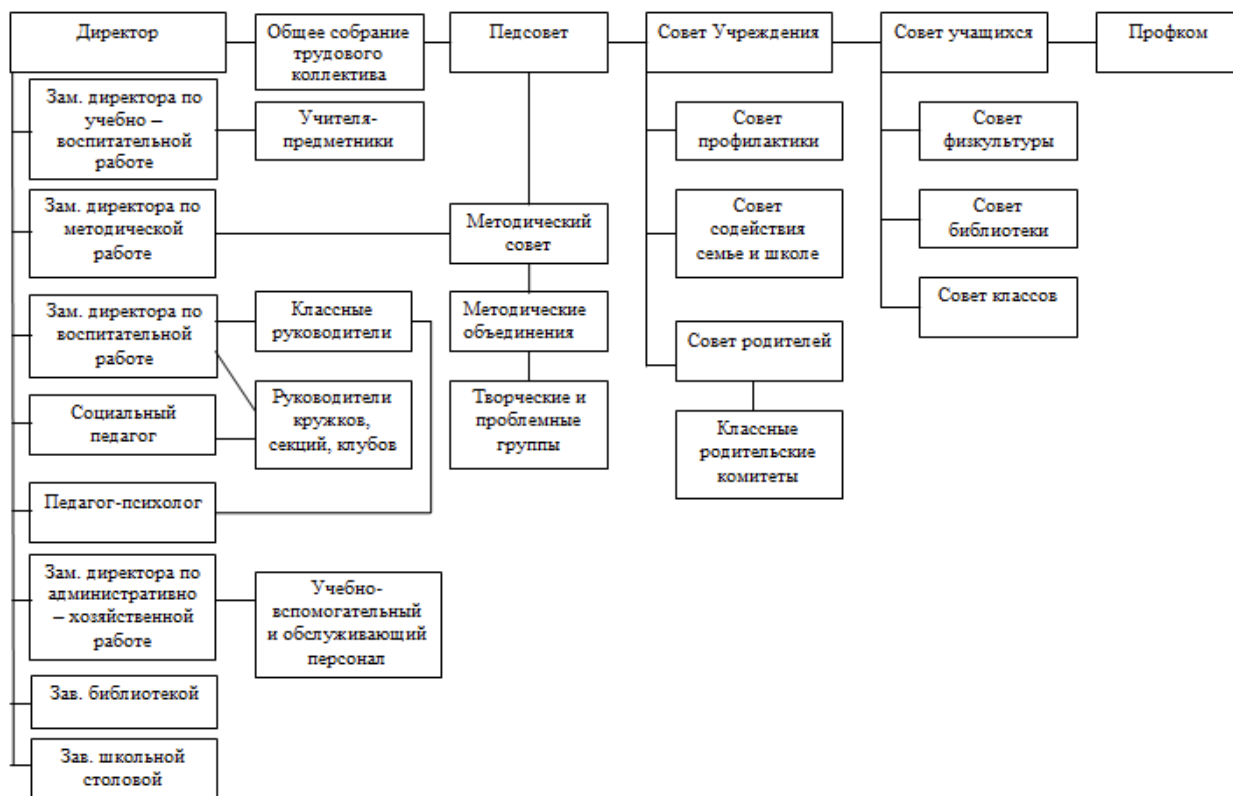 Директор
Общее собрание
трудового
коллектива
Педсовет
Совет Учреждения
Совет учащихся
Профком
Зам. директора по
учебно –
воспитательной
работе
Учителя-
предметники
Совет
профилактики
Совет
физкультуры
Зам. директора по
методической
работе
Методический
совет
Совет
содействия
семье и школе
Совет
библиотеки
Зам. директора по
воспитательной
работе
Классные
руководители
Методические
объединения
Совет родителей
Совет классов
Социальный
педагог
Руководители
кружков,
секций, клубов
Творческие и
проблемные
группы
Классные
родительские
комитеты
Педагог-психолог
Зам. директора по
административно
– хозяйственной
работе
Учебно-
вспомогательный
и обслуживающий
персонал
Зав. библиотекой
Зав. школьной
столовой